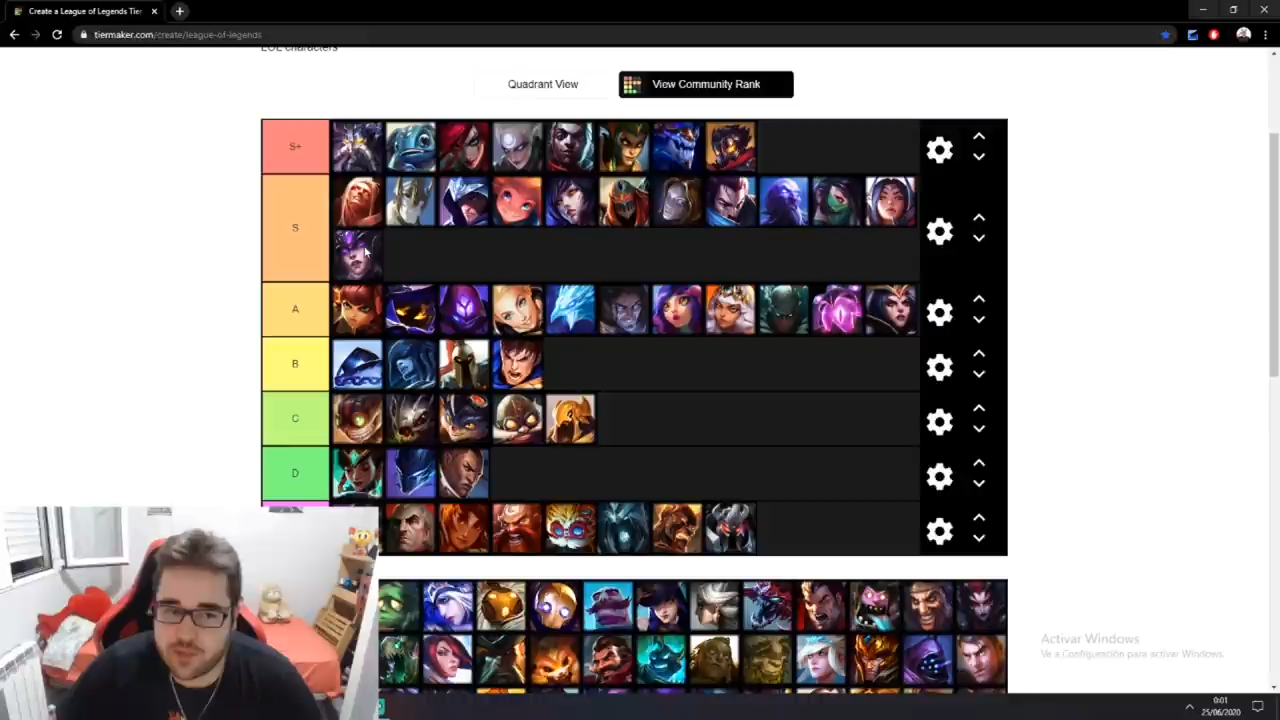 Create a League of Legends Tier
tiermaker.com/create/league-of-legends
LOL characters
Quadrant View
View Community Rank
S+
S
A
B
C
D
Activar Windows
Ve a Configuración para activar Windows.
0:01
25/06/2020